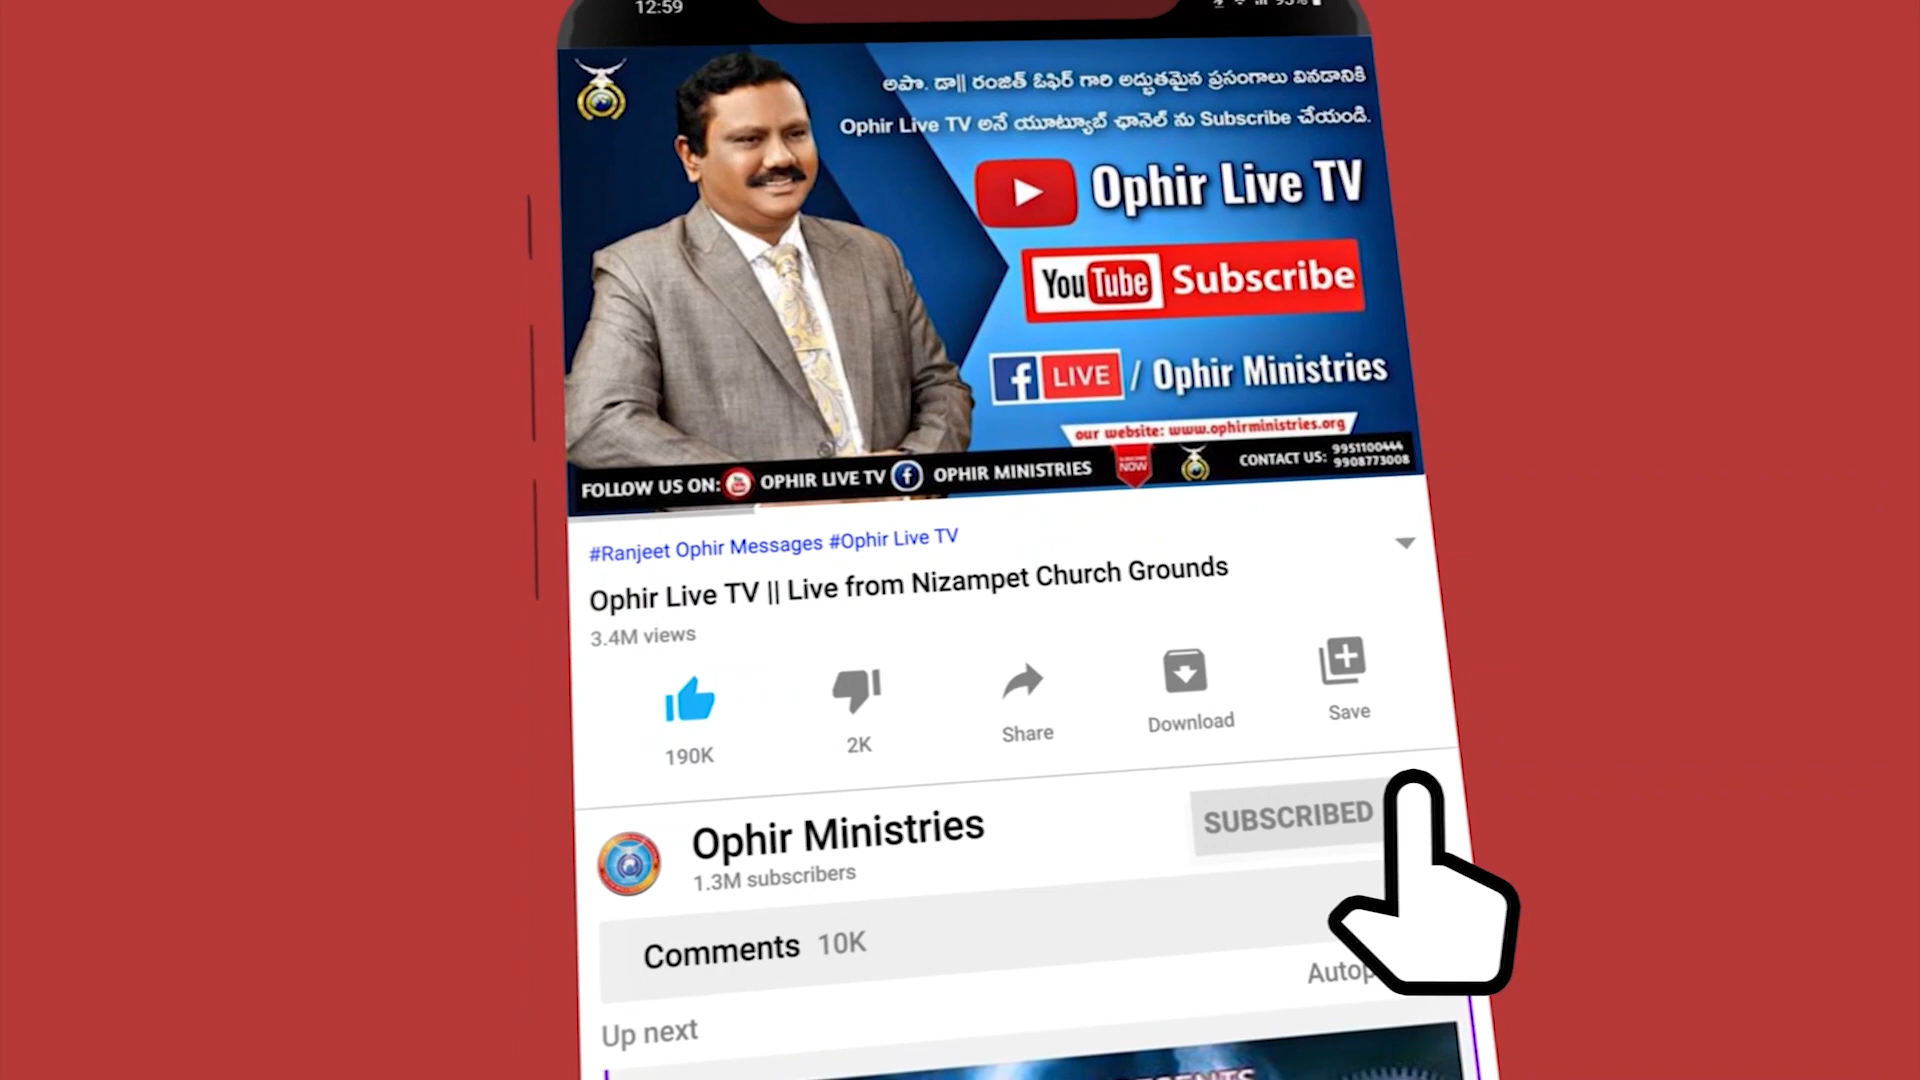 12:59
అపొ. డా|| రంజిత్ ఓఫిర్ గారి అద్భుతమైన ప్రసంగాలు వినడానికి
Ophir Live TV అనే యూట్యూబ్ ఛానెల్ ను Subscribe చేయండి.
Ophir Live TV
YouTube Subscribe
f LIVE / Ophir Ministries
our website: www.ophirministries.org
FOLLOW US ON: OPHIR LIVE TV f OPHIR MINISTRIES SUBSCRIBE NOW CONTACT US: 9951100444
9908773008
#Ranjeet Ophir Messages #Ophir Live TV
Ophir Live TV || Live from Nizampet Church Grounds
3.4M views
190K 2K Share Download Save
Ophir Ministries SUBSCRIBED
1.3M subscribers
Comments 10K
Up next